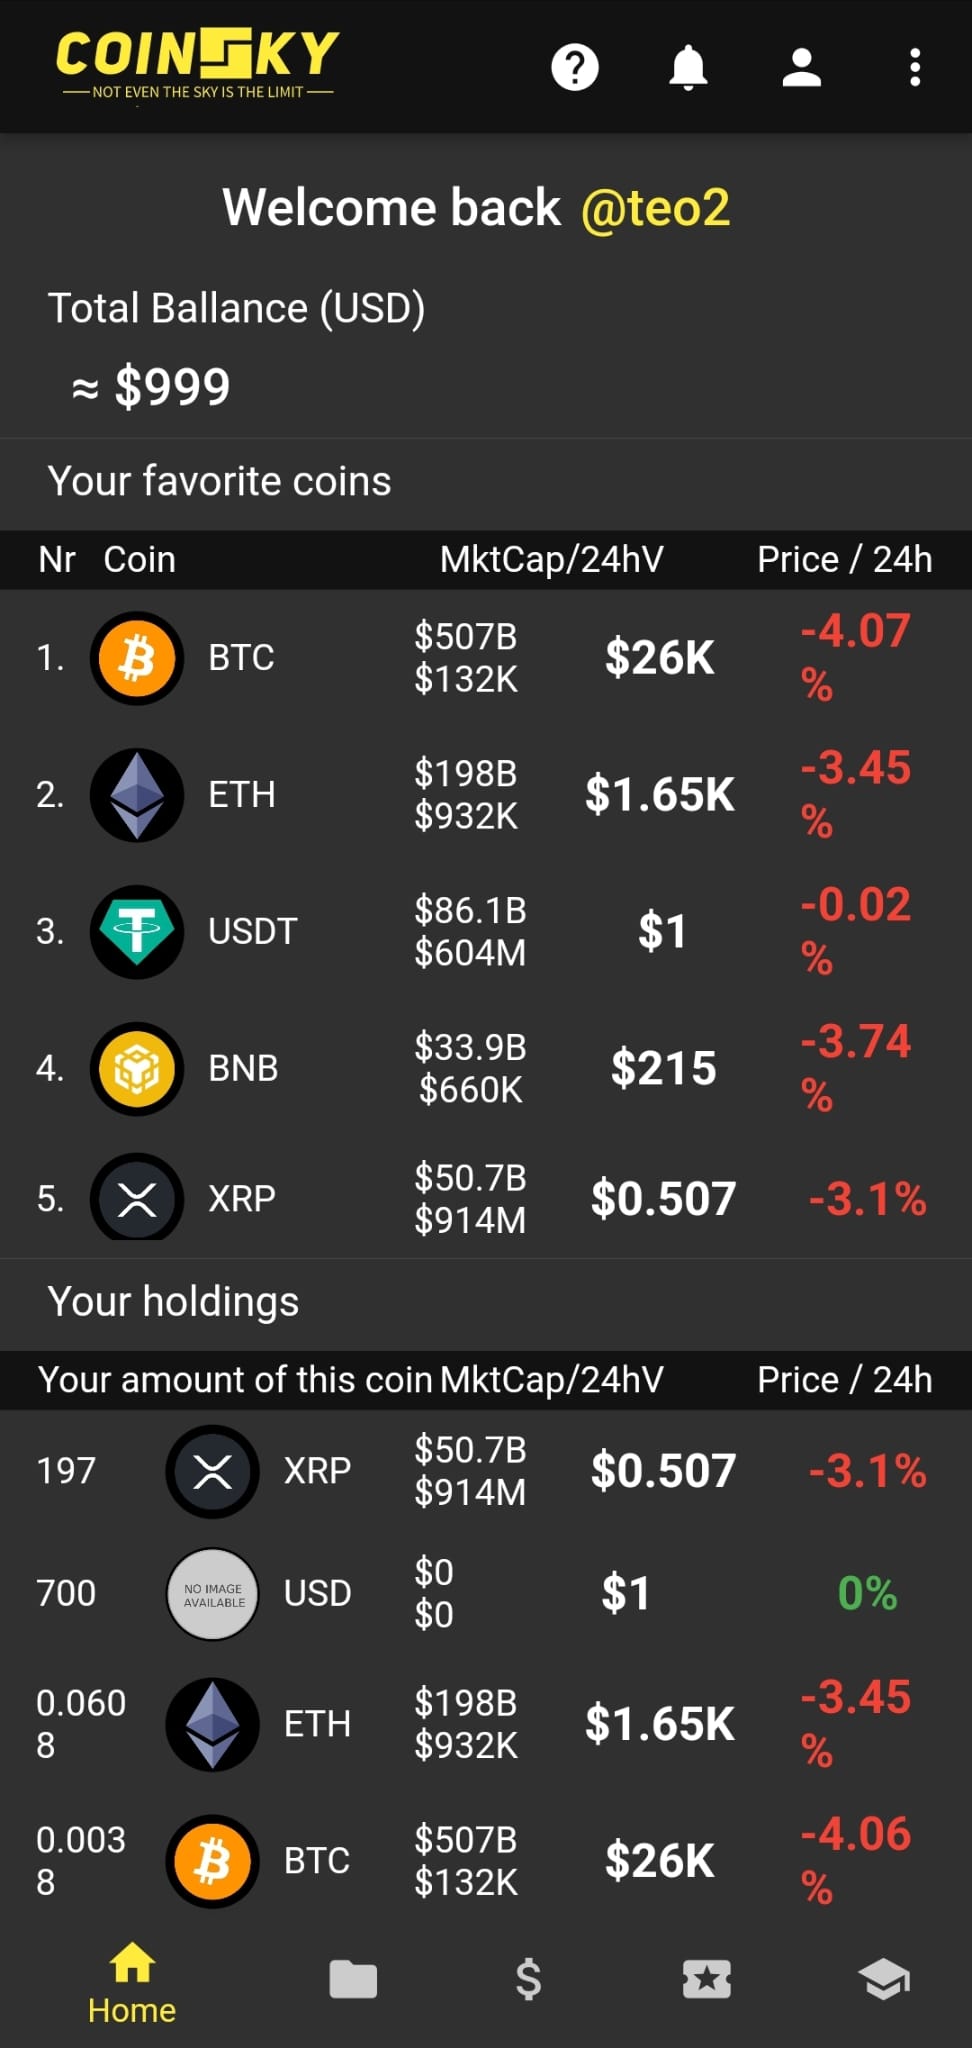 COINSKY
NOT EVEN THE SKY IS THE LIMIT
Welcome back @teo2
Total Ballance (USD)
≈ $999
Your favorite coins
Nr Coin MktCap/24hV Price / 24h
1. BTC $507B $26K -4.07
$132K %
2. ETH $198B $1.65K -3.45
$932K %
3. USDT $86.1B $1 -0.02
$604M %
4. BNB $33.9B $215 -3.74
$660K %
5. XRP $50.7B $0.507 -3.1%
$914M
Your holdings
Your amount of this coin MktCap/24hV Price / 24h
197 XRP $50.7B $0.507 -3.1%
$914M
700 NO IMAGE USD $0 $1 0%
AVAILABLE $0
0.060 ETH $198B $1.65K -3.45
8 $932K %
0.003 BTC $507B $26K -4.06
8 $132K %
Home